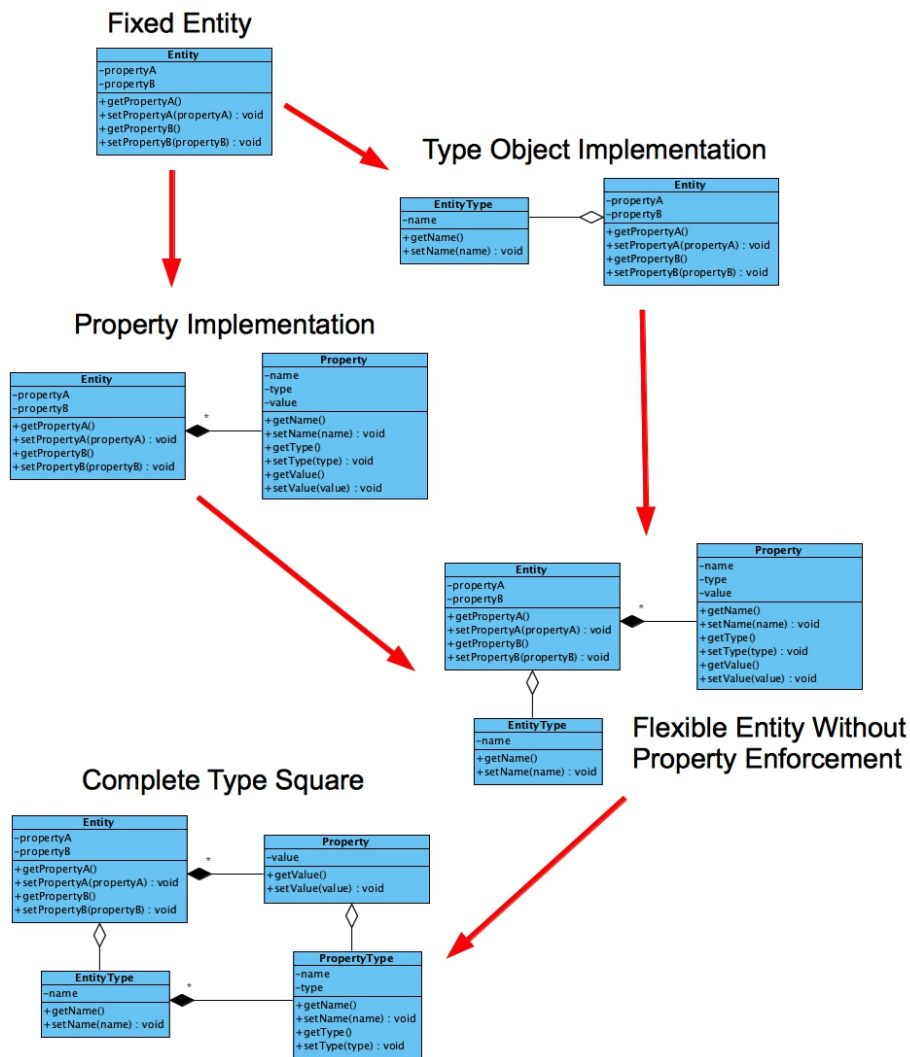 Fixed Entity
Entity
-propertyA
-propertyB
+getPropertyA()
+setPropertyA(propertyA) : void
+getPropertyB()
+setPropertyB(propertyB) : void
Type Object Implementation
EntityType
-name
+getName()
+setName(name) : void
Entity
-propertyA
-propertyB
+getPropertyA()
+setPropertyA(propertyA) : void
+getPropertyB()
+setPropertyB(propertyB) : void
Property Implementation
Entity
-propertyA
-propertyB
+getPropertyA()
+setPropertyA(propertyA) : void
+getPropertyB()
+setPropertyB(propertyB) : void
*
Property
-name
-type
-value
+getName()
+setName(name) : void
+getType()
+setType(type) : void
+getValue()
+setValue(value) : void
Entity
-propertyA
-propertyB
+getPropertyA()
+setPropertyA(propertyA) : void
+getPropertyB()
+setPropertyB(propertyB) : void
*
Property
-name
-type
-value
+getName()
+setName(name) : void
+getType()
+setType(type) : void
+getValue()
+setValue(value) : void
EntityType
-name
+getName()
+setName(name) : void
Flexible Entity Without
Property Enforcement
Complete Type Square
Entity
-propertyA
-propertyB
+getPropertyA()
+setPropertyA(propertyA) : void
+getPropertyB()
+setPropertyB(propertyB) : void
*
Property
-value
+getValue()
+setValue(value) : void
EntityType
-name
+getName()
+setName(name) : void
*
PropertyType
-name
-type
+getName()
+setName(name) : void
+getType()
+setType(type) : void